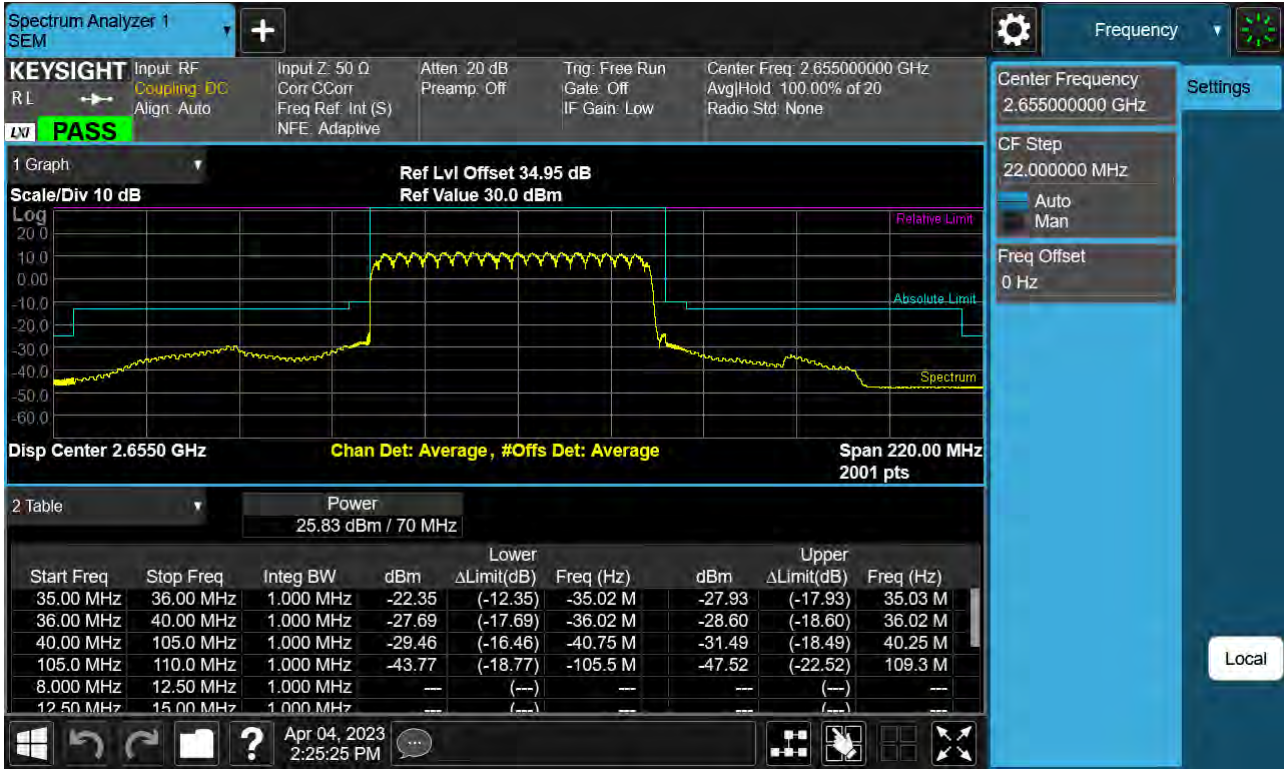 Spectrum Analyzer 1
SEM
Frequency
KEYSIGHT
R L
LXI
PASS
Input: RF
Coupling: DC
Align: Auto
Input Z: 50 Ω
Corr CCorr
Freq Ref: Int (S)
NFE: Adaptive
Atten: 20 dB
Preamp: Off
Trig: Free Run
Gate: Off
IF Gain: Low
Center Freq: 2.655000000 GHz
Avg|Hold: 100.00% of 20
Radio Std: None
Center Frequency
2.655000000 GHz
Settings
CF Step
22.000000 MHz
Auto
Man
Freq Offset
0 Hz
Local
1 Graph
Scale/Div 10 dB
Ref Lvl Offset 34.95 dB
Ref Value 30.0 dBm
Log
20.0
10.0
0.00
-10.0
-20.0
-30.0
-40.0
-50.0
-60.0
Relative Limit
Absolute Limit
Spectrum
Disp Center 2.6550 GHz
Chan Det: Average, #Offs Det: Average
Span 220.00 MHz
2001 pts
2 Table
Power
25.83 dBm / 70 MHz
Lower Upper
Start Freq Stop Freq Integ BW dBm ΔLimit(dB) Freq (Hz) dBm ΔLimit(dB) Freq (Hz)
35.00 MHz 36.00 MHz 1.000 MHz -22.35 (-12.35) -35.02 M -27.93 (-17.93) 35.03 M
36.00 MHz 40.00 MHz 1.000 MHz -27.69 (-17.69) -36.02 M -28.60 (-18.60) 36.02 M
40.00 MHz 105.0 MHz 1.000 MHz -29.46 (-16.46) -40.75 M -31.49 (-18.49) 40.25 M
105.0 MHz 110.0 MHz 1.000 MHz -43.77 (-18.77) -105.5 M -47.52 (-22.52) 109.3 M
8.000 MHz 12.50 MHz 1.000 MHz --- (---) --- --- (---) ---
12.50 MHz 15.00 MHz 1.000 MHz --- (---) --- --- (---) ---
?
Apr 04, 2023
2:25:25 PM